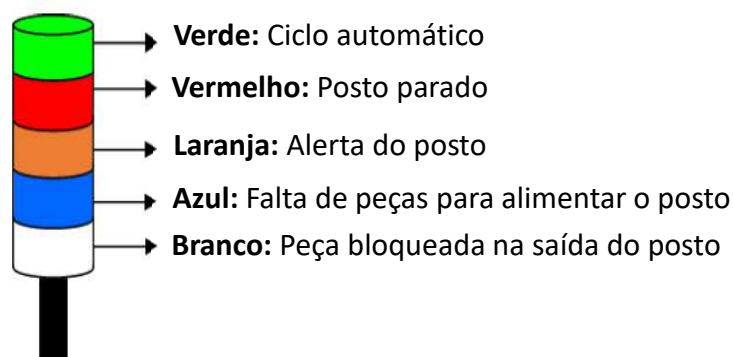 Verde: Ciclo automático
Vermelho: Posto parado
Laranja: Alerta do posto
Azul: Falta de peças para alimentar o posto
Branco: Peça bloqueada na saída do posto